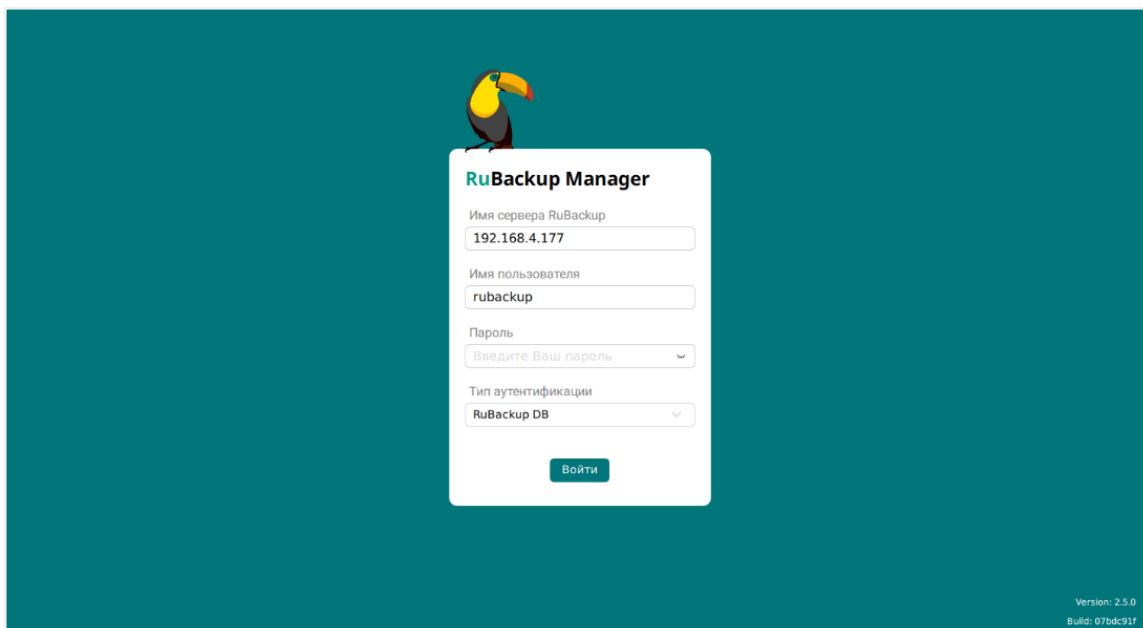 RuBackup Manager
Имя сервера RuBackup
192.168.4.177
Имя пользователя
rubackup
Пароль
Введите Ваш пароль
Тип аутентификации
RuBackup DB
Войти
Version: 2.5.0
Build: 07bdc91f